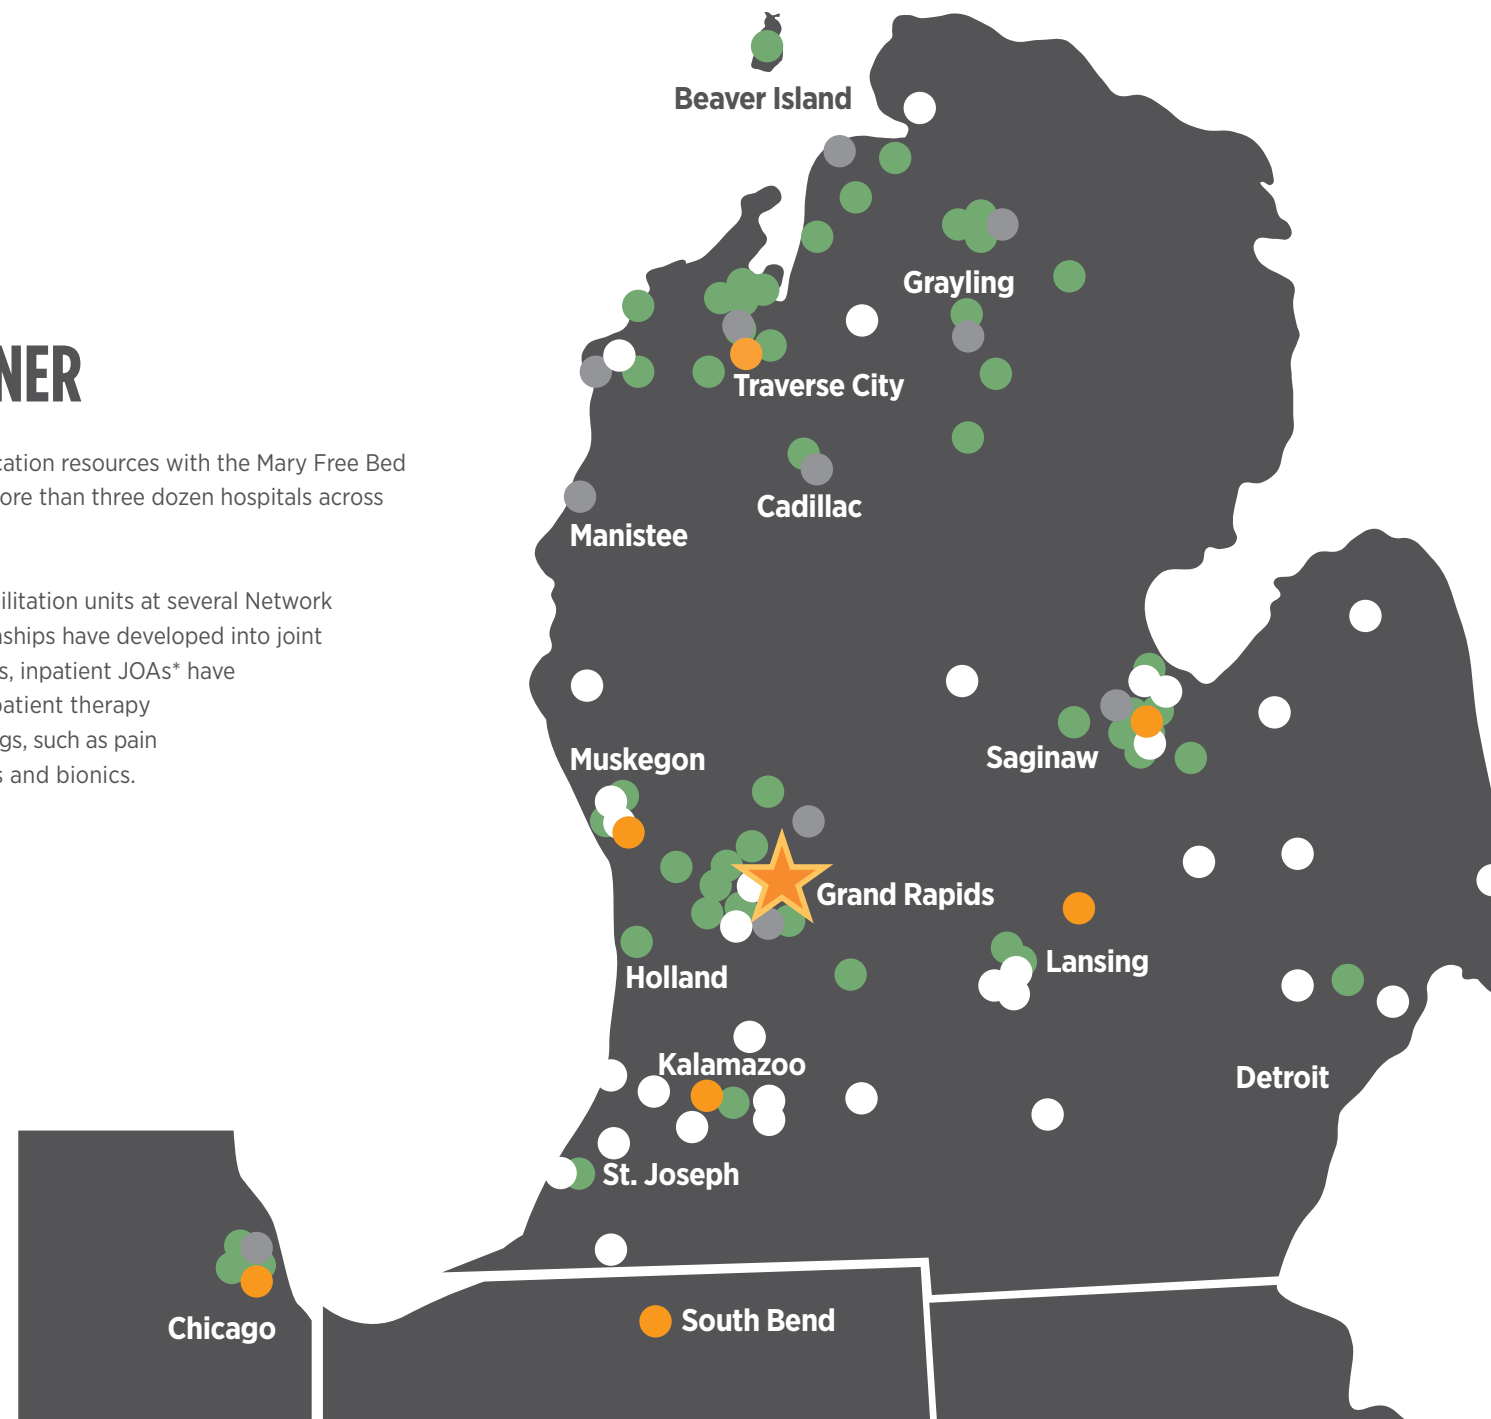 Beaver Island
Grayling
NER
Traverse City
cation resources with the Mary Free Bed
ore than three dozen hospitals across
Cadillac
Manistee
ilitation units at several Network
nships have developed into joint
s, inpatient JOAs* have
patient therapy
gs, such as pain
s and bionics.
Saginaw
Muskegon
Grand Rapids
Lansing
Holland
Kalamazoo
Detroit
St. Joseph
South Bend
Chicago